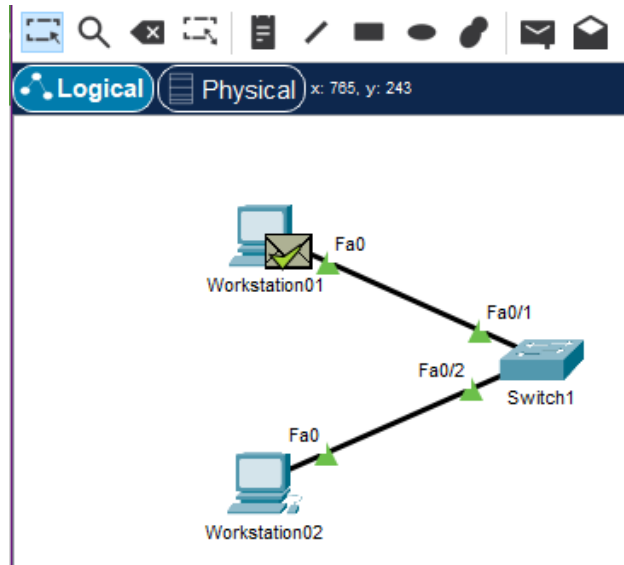 Logical Physical x: 765, y: 243
Fa0
Workstation01
Fa0/1
Fa0/2
Switch1
Fa0
Workstation02